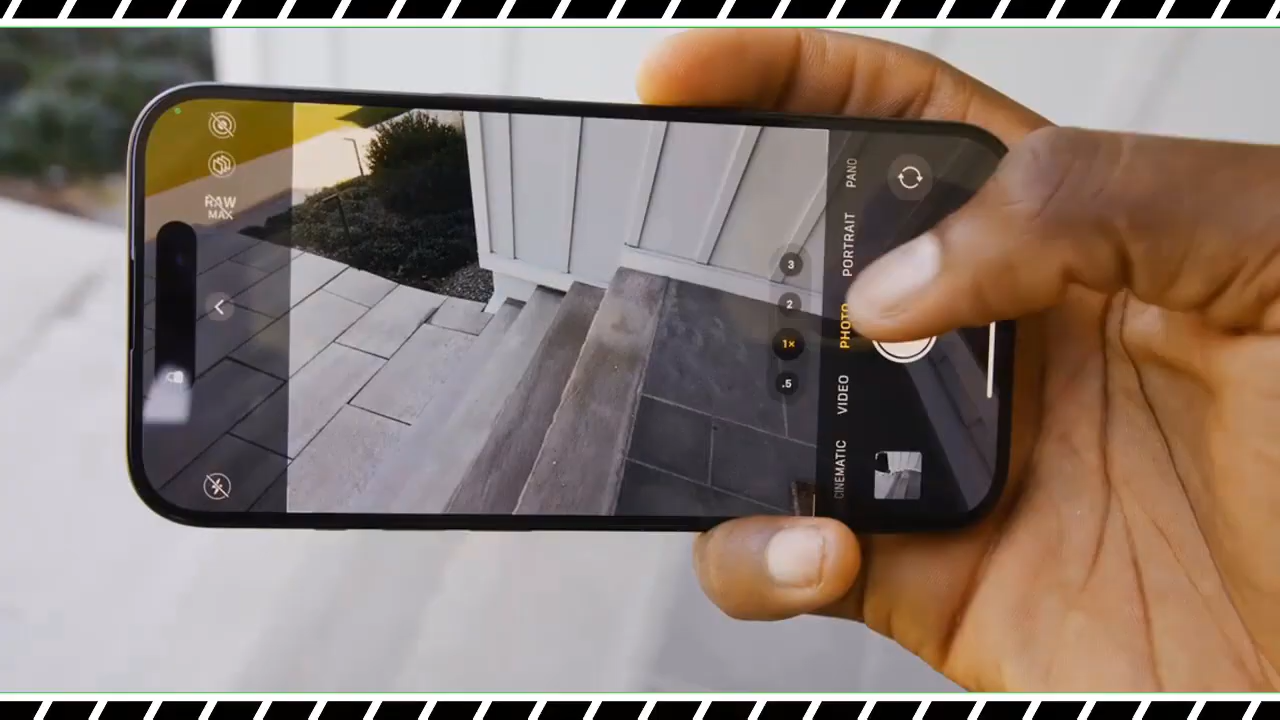 RAW
MAX
3
2
1×
.5
PANO
PORTRAIT
PHOTO
VIDEO
CINEMATIC